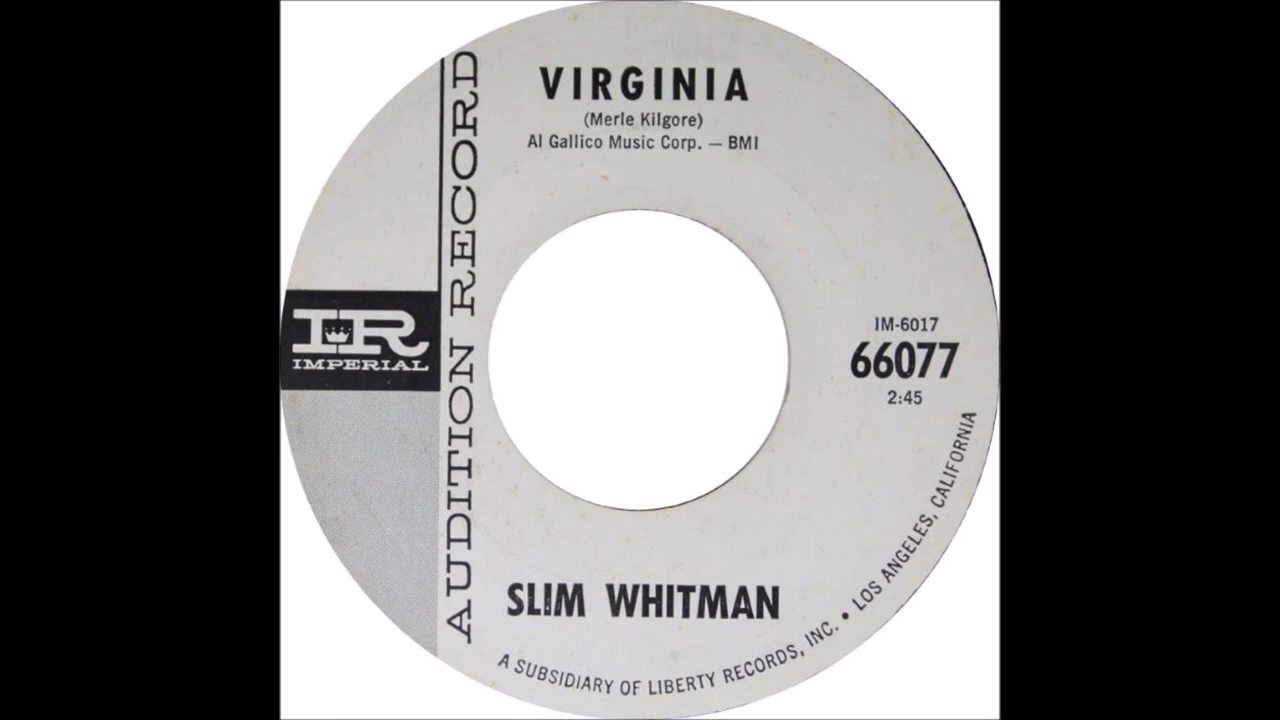 VIRGINIA
(Merle Kilgore)
Al Gallico Music Corp. — BMI
AUDITION RECORD
IR
IMPERIAL
IM-6017
66077
2:45
SLIM WHITMAN
A SUBSIDIARY OF LIBERTY RECORDS, INC. • LOS ANGELES, CALIFORNIA